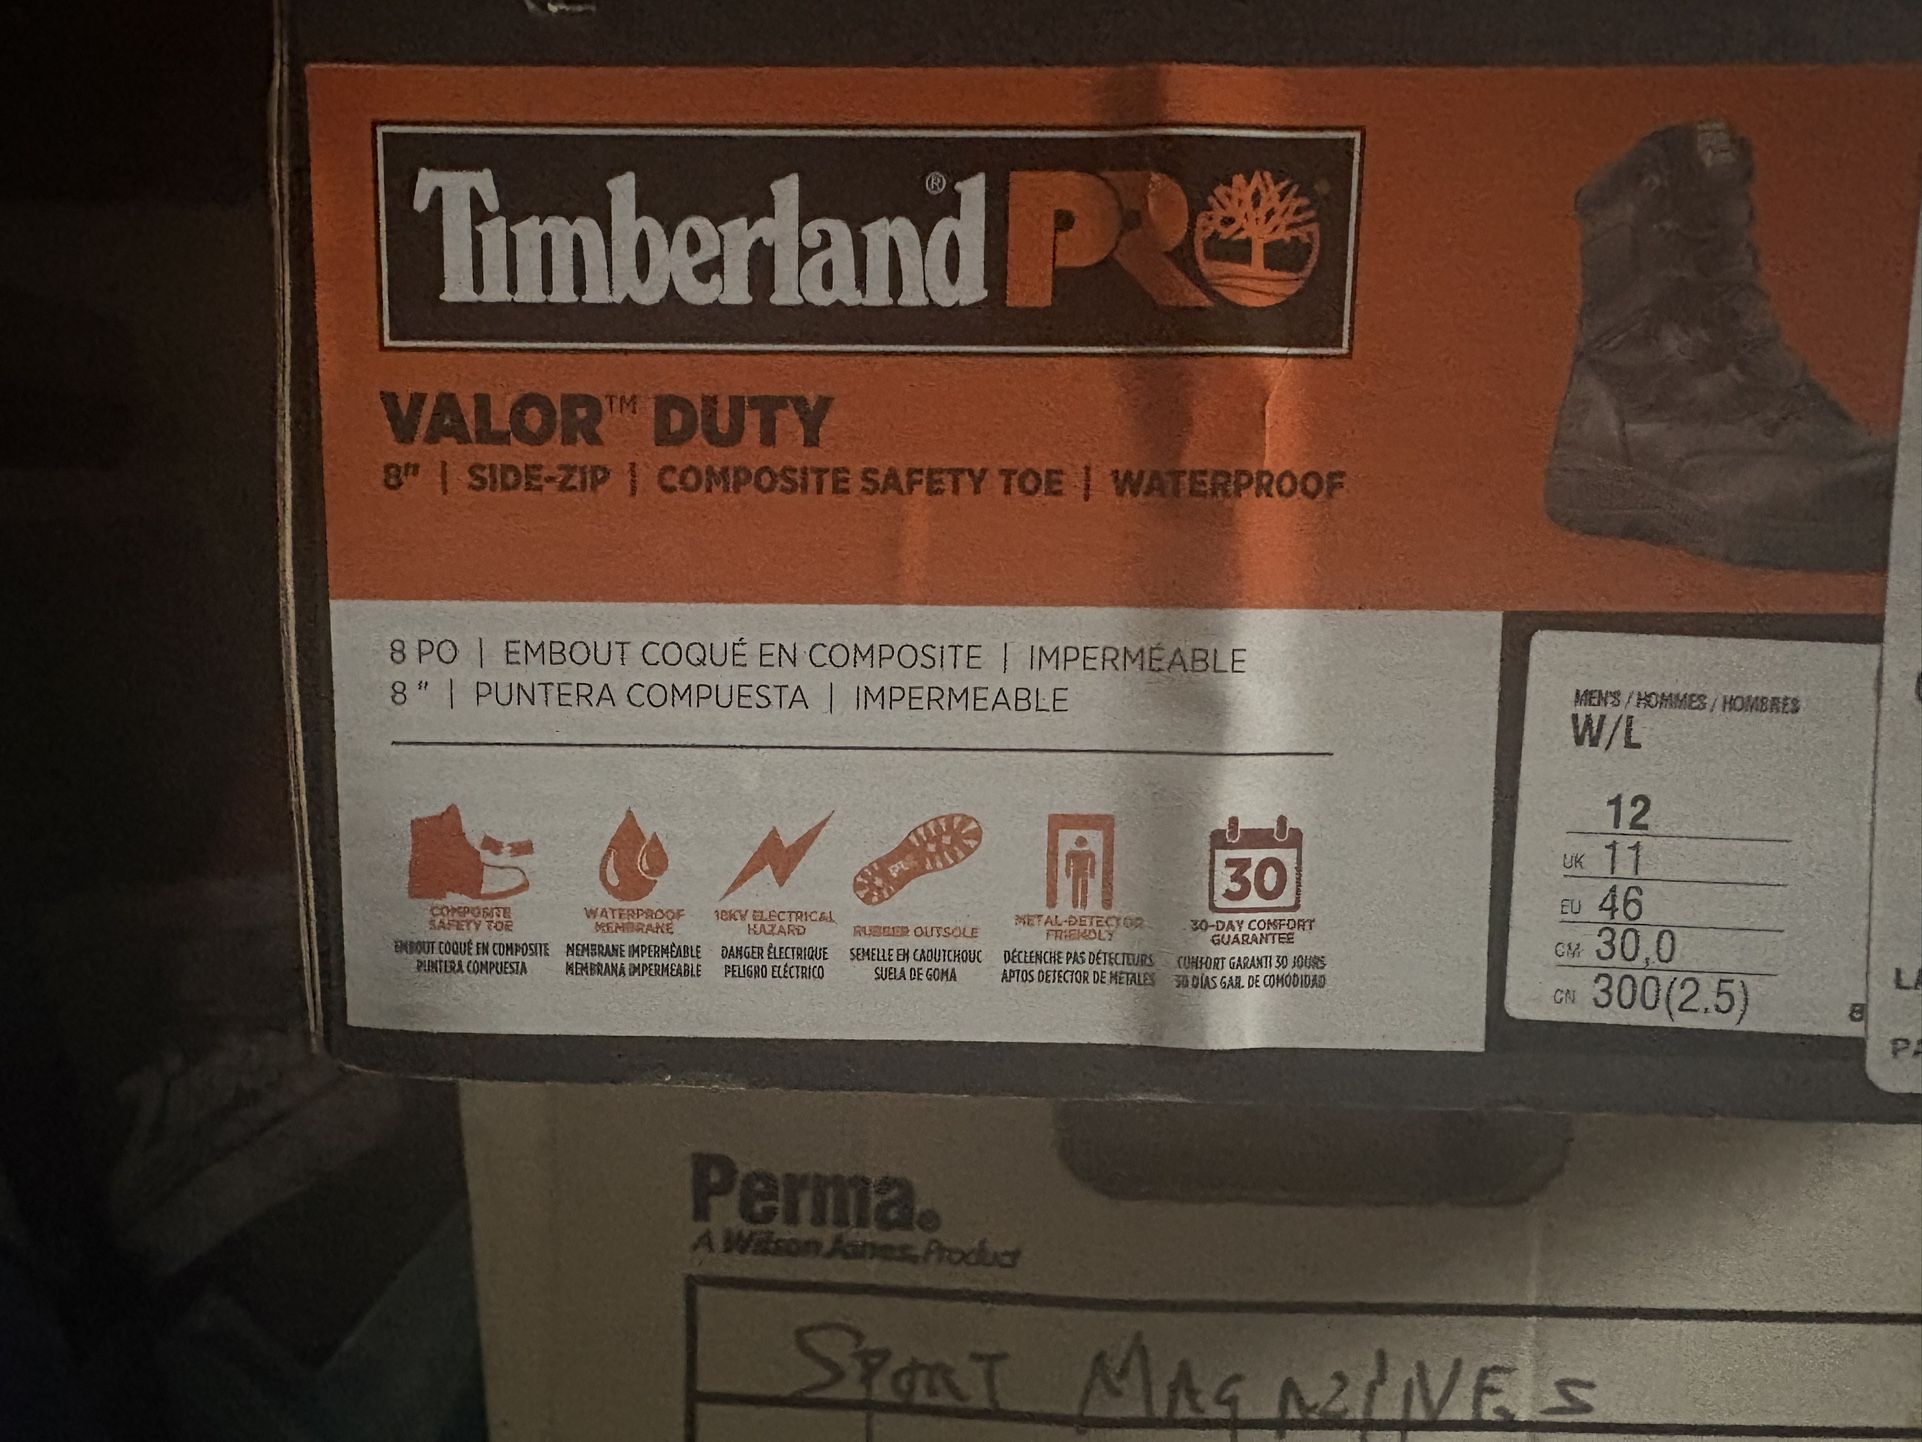 Timberland® PRO
VALOR™ DUTY
8" | SIDE-ZIP | COMPOSITE SAFETY TOE | WATERPROOF
8 PO | EMBOUT COQUÉ EN COMPOSITE | IMPERMÉABLE
8 " | PUNTERA COMPUESTA | IMPERMEABLE
COMPOSITE
SAFETY TOE
EMBOUT COQUÉ EN COMPOSITE
PUNTERA COMPUESTA
WATERPROOF
MEMBRANE
MEMBRANE IMPERMÉABLE
MEMBRANA IMPERMEABLE
18KV ELECTRICAL
HAZARD
DANGER ÉLECTRIQUE
PELIGRO ELÉCTRICO
RUBBER OUTSOLE
SEMELLE EN CAOUTCHOUC
SUELA DE GOMA
METAL-DETECTOR
FRIENDLY
DÉCLENCHE PAS DÉTECTEURS
APTOS DETECTOR DE METALES
30
30-DAY COMFORT
GUARANTEE
CONFORT GARANTI 30 JOURS
30 DÍAS GAR. DE COMODIDAD
MEN'S / HOMMES / HOMBRES
W/L
12
UK 11
EU 46
CM 30,0
CN 300(2.5)
8
LA
PA
Perma®
A Wilson Jones Product
SPORT MAGAZINES